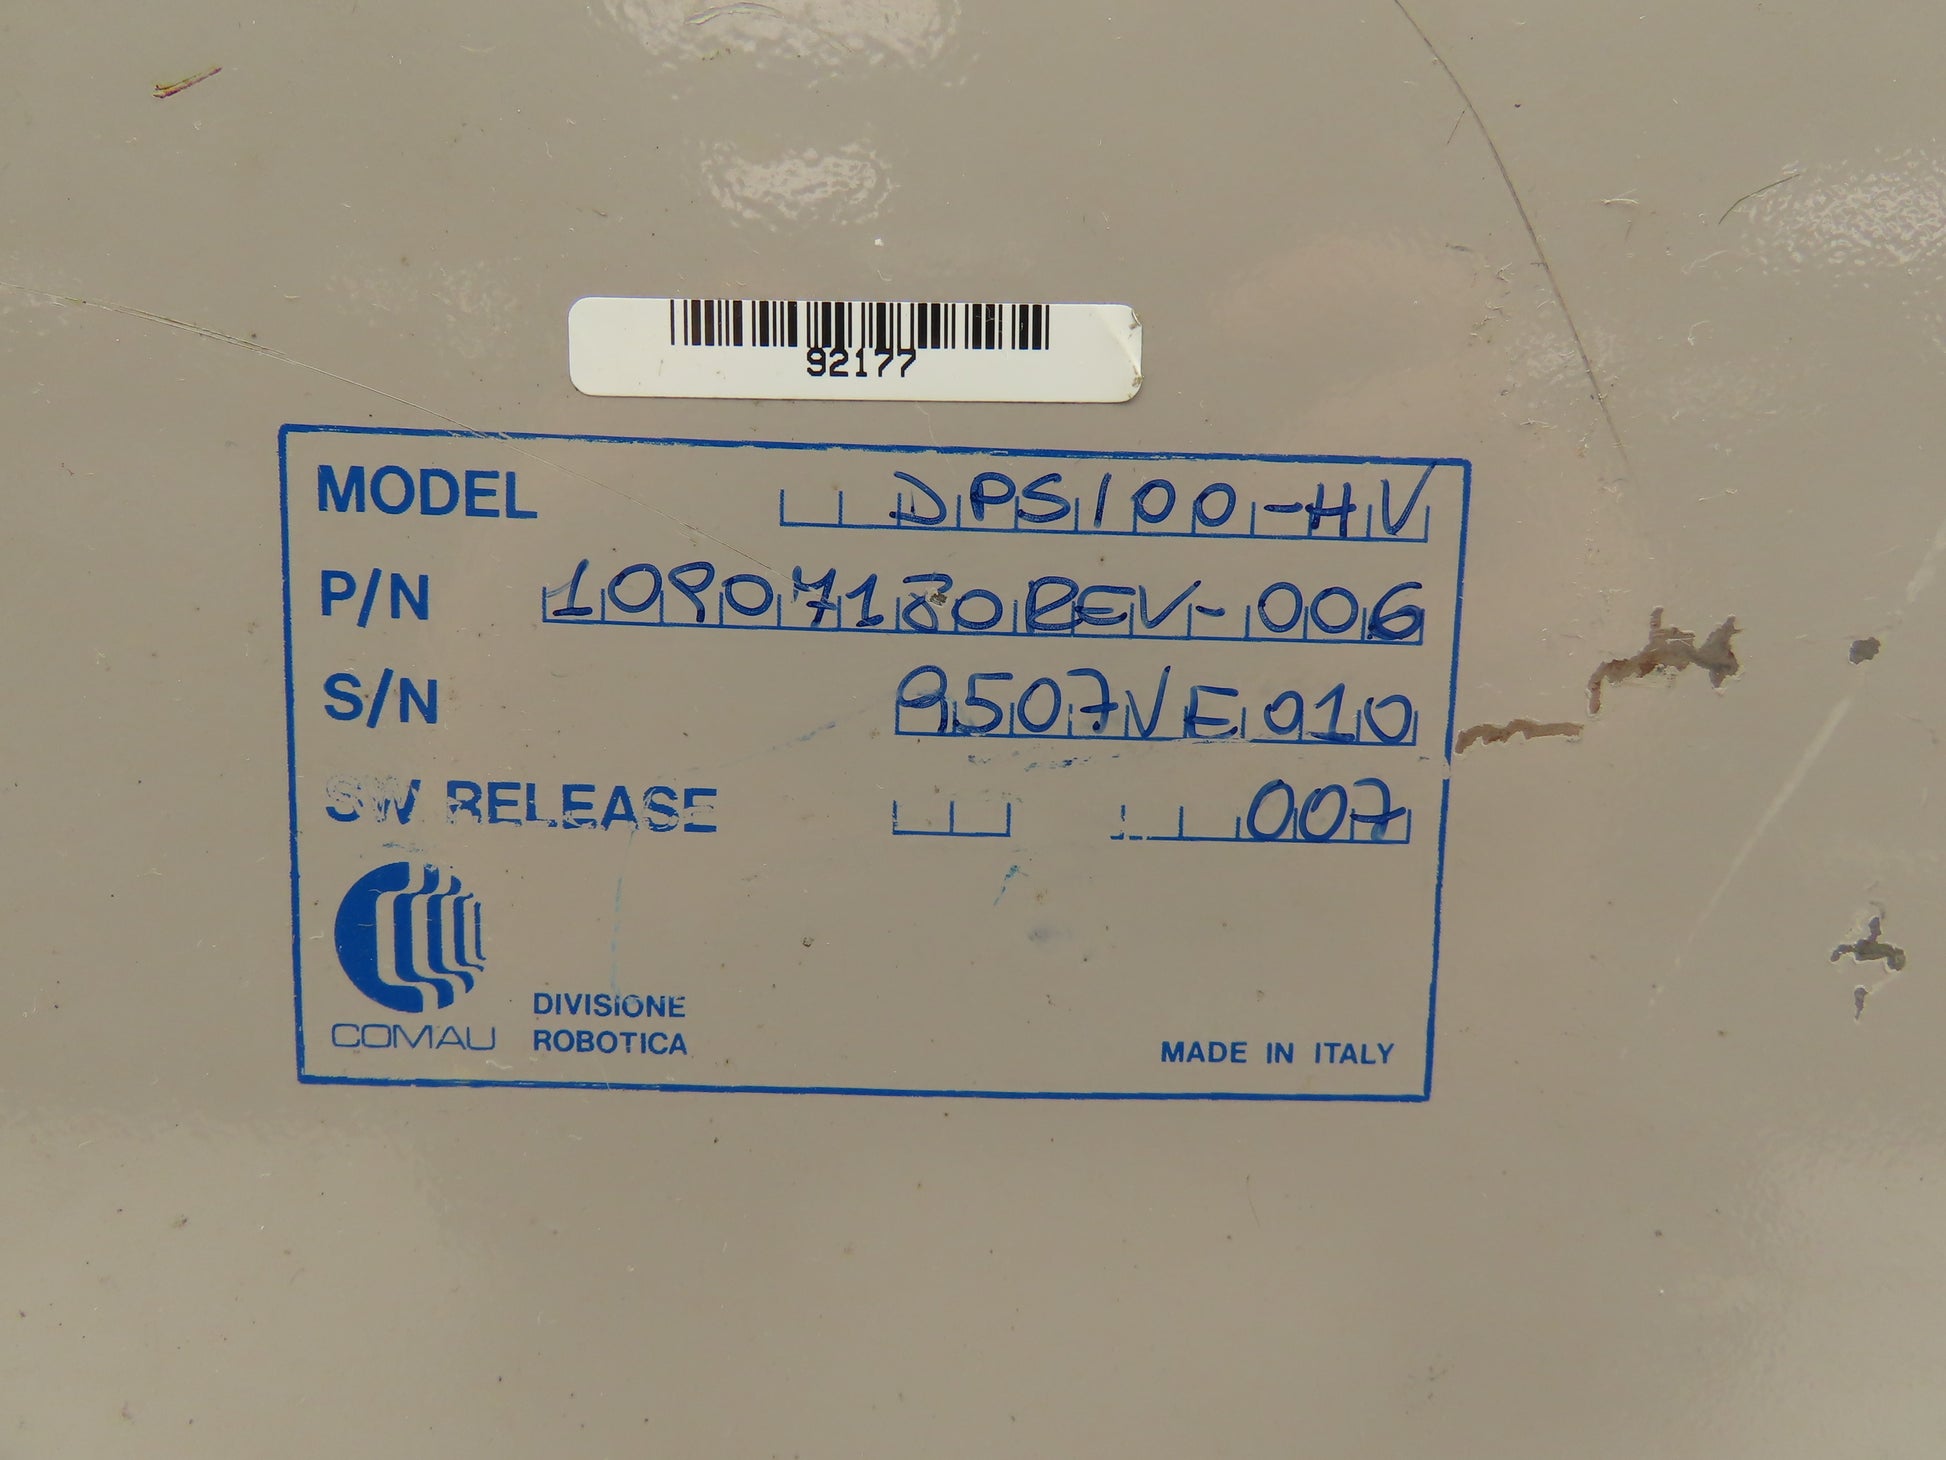 92177
MODEL DPS100-HV
P/N 10907180REV-006
S/N 9507VE010
SW RELEASE 007
COMAU
DIVISIONE
ROBOTICA
MADE IN ITALY